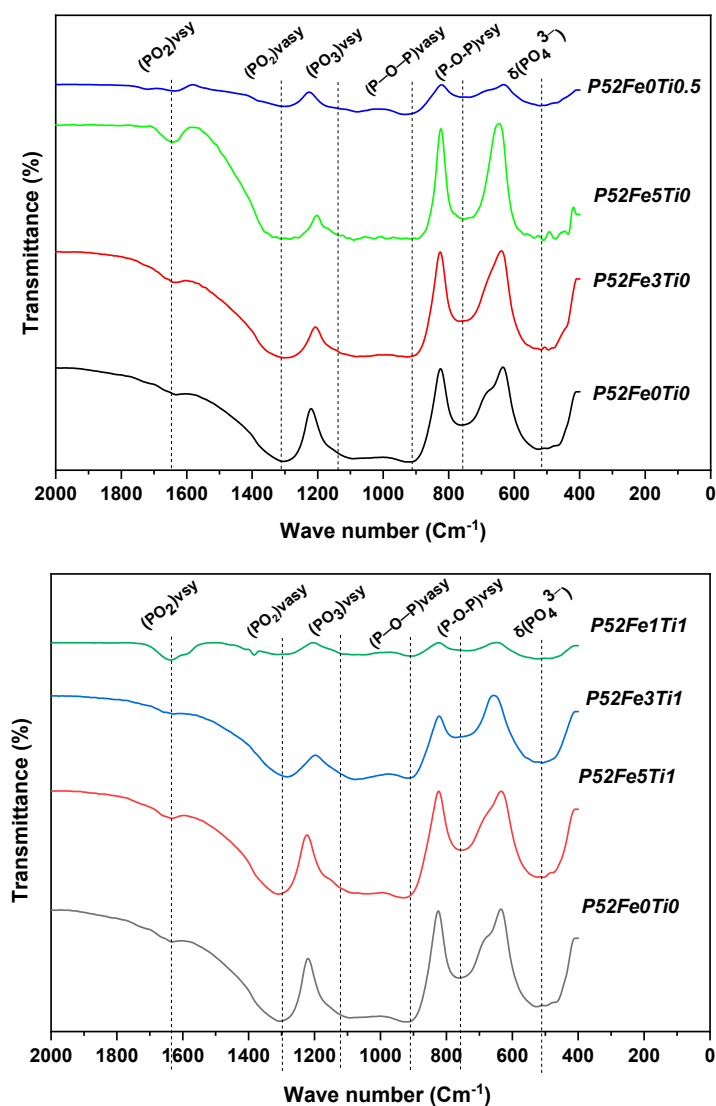 (PO2)vsy
(PO2)vasy
(PO3)vsy
(P–O–P)vasy
(P-O-P)vsy
δ(PO4 3–)
P52Fe0Ti0.5
P52Fe5Ti0
P52Fe3Ti0
P52Fe0Ti0
Transmittance (%)
2000 1800 1600 1400 1200 1000 800 600 400 200 0
Wave number (Cm-1)
(PO2)vsy
(PO2)vasy
(PO3)vsy
(P–O–P)vasy
(P-O-P)vsy
δ(PO4 3–)
P52Fe1Ti1
P52Fe3Ti1
P52Fe5Ti1
P52Fe0Ti0
Transmittance (%)
2000 1800 1600 1400 1200 1000 800 600 400 200 0
Wave number (Cm-1)